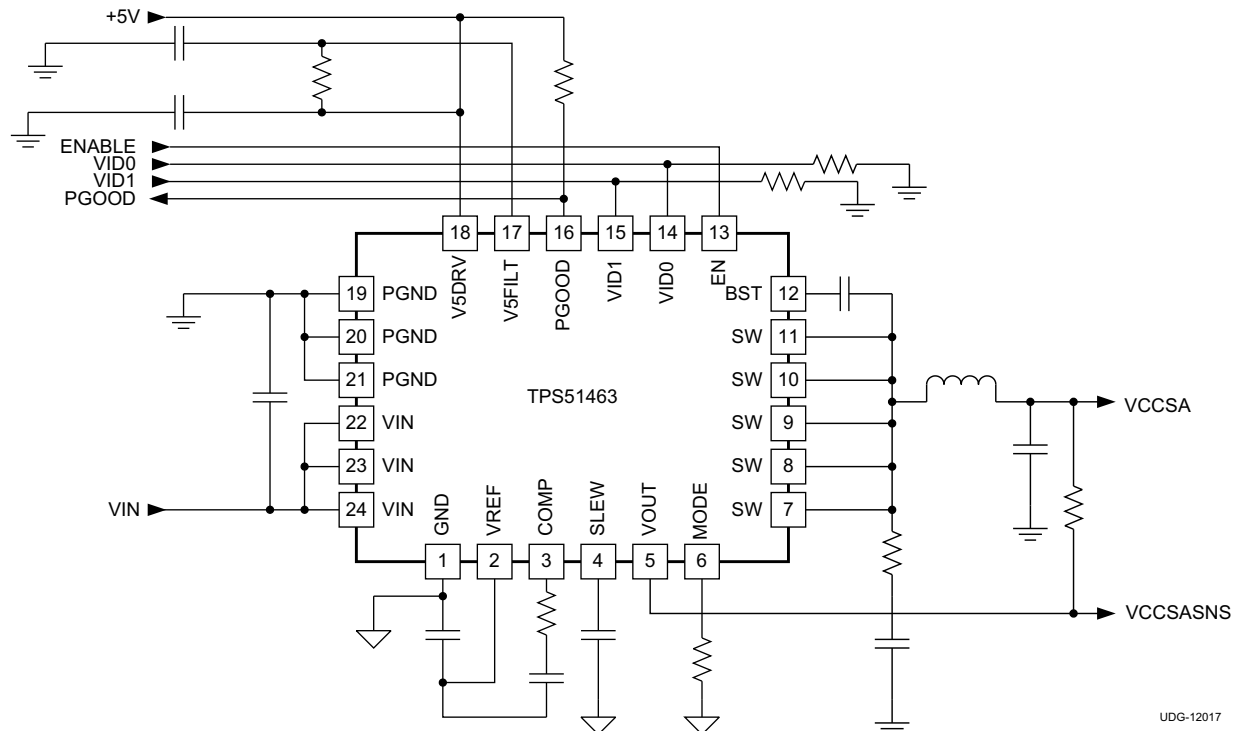 +5V
ENABLE
VID0
VID1
PGOOD
18
17
16
15
14
13
V5DRV
V5FILT
PGOOD
VID1
VID0
EN
19
PGND
BST
12
20
PGND
SW
11
21
PGND
SW
10
TPS51463
22
VIN
SW
9
23
VIN
SW
8
24
VIN
SW
7
VIN
VCCSA
GND
VREF
COMP
SLEW
VOUT
MODE
1
2
3
4
5
6
VCCSASNS
UDG-12017